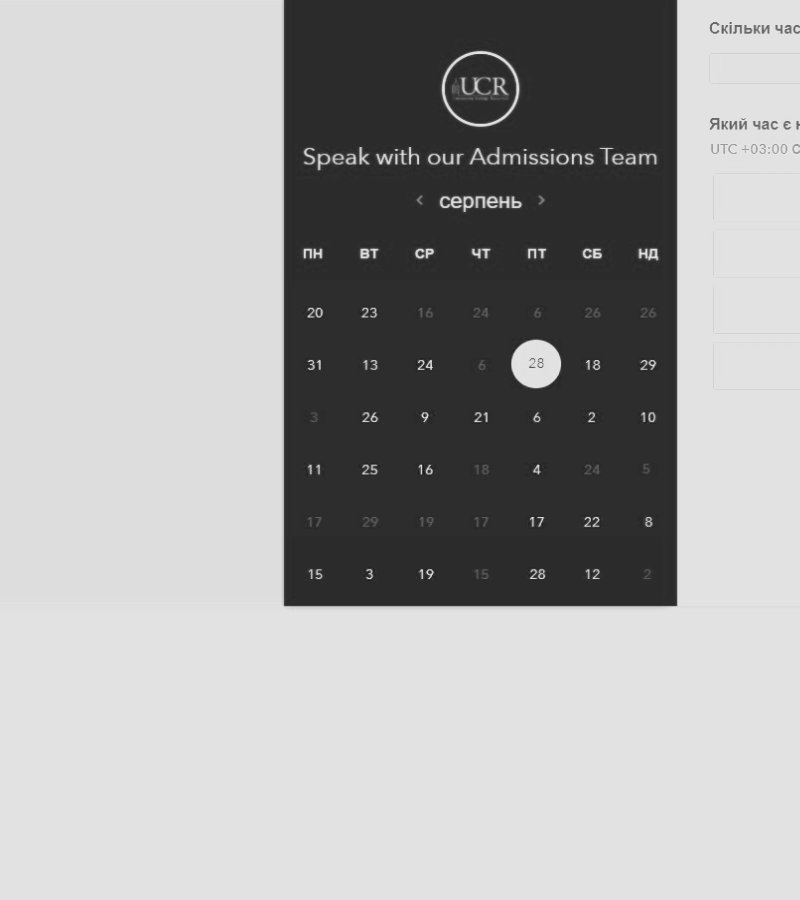 UCR
Speak with our Admissions Team
серпень
ПН ВТ СР ЧТ ПТ СБ НД
20 23 16 24 6 26 26
31 13 24 6 28 18 29
3 26 9 21 6 2 10
11 25 16 18 4 24 5
17 29 19 17 17 22 8
15 3 19 15 28 12 2
Скільки час
Який час є
UTC +03:00